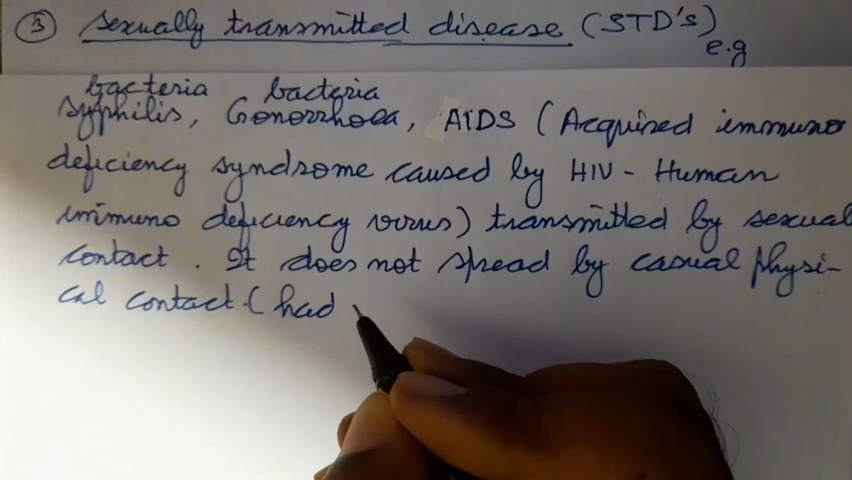 ③ sexually transmitted disease (STD's)
e.g
bacteria bacteria
syphilis, Gonorrhoea, AIDS (Acquired immuno
deficiency syndrome caused by HIV - Human
immuno deficiency virus) transmitted by sexual
contact. It does not spread by casual physi-
cal contact (had